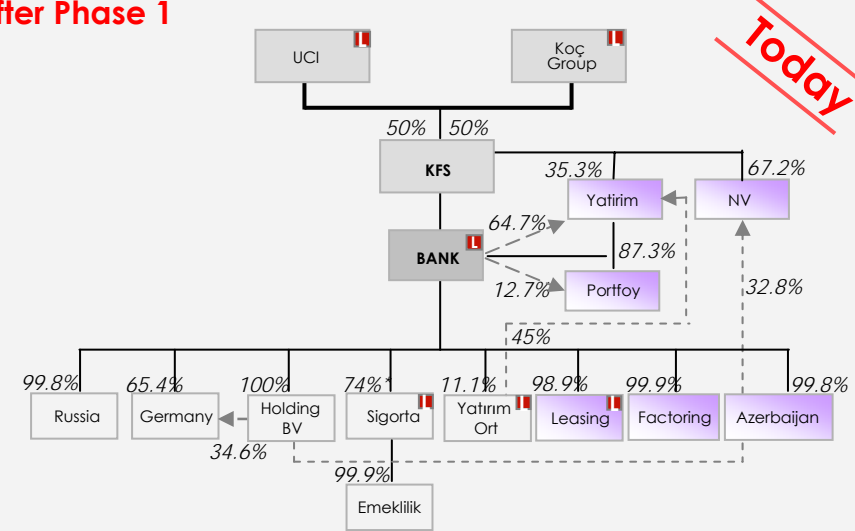 fter Phase 1
Today
UCI
L
Koç
Group
L
50%
50%
KFS
35.3%
67.2%
Yatirim
NV
64.7%
BANK
L
87.3%
12.7%
Portfoy
32.8%
45%
99.8%
65.4%
100%
74%*
11.1%
98.9%
99.9%
99.8%
Russia
Germany
Holding
BV
Sigorta
L
Yatırım
Ort
L
Leasing
L
Factoring
Azerbaijan
34.6%
99.9%
Emeklilik